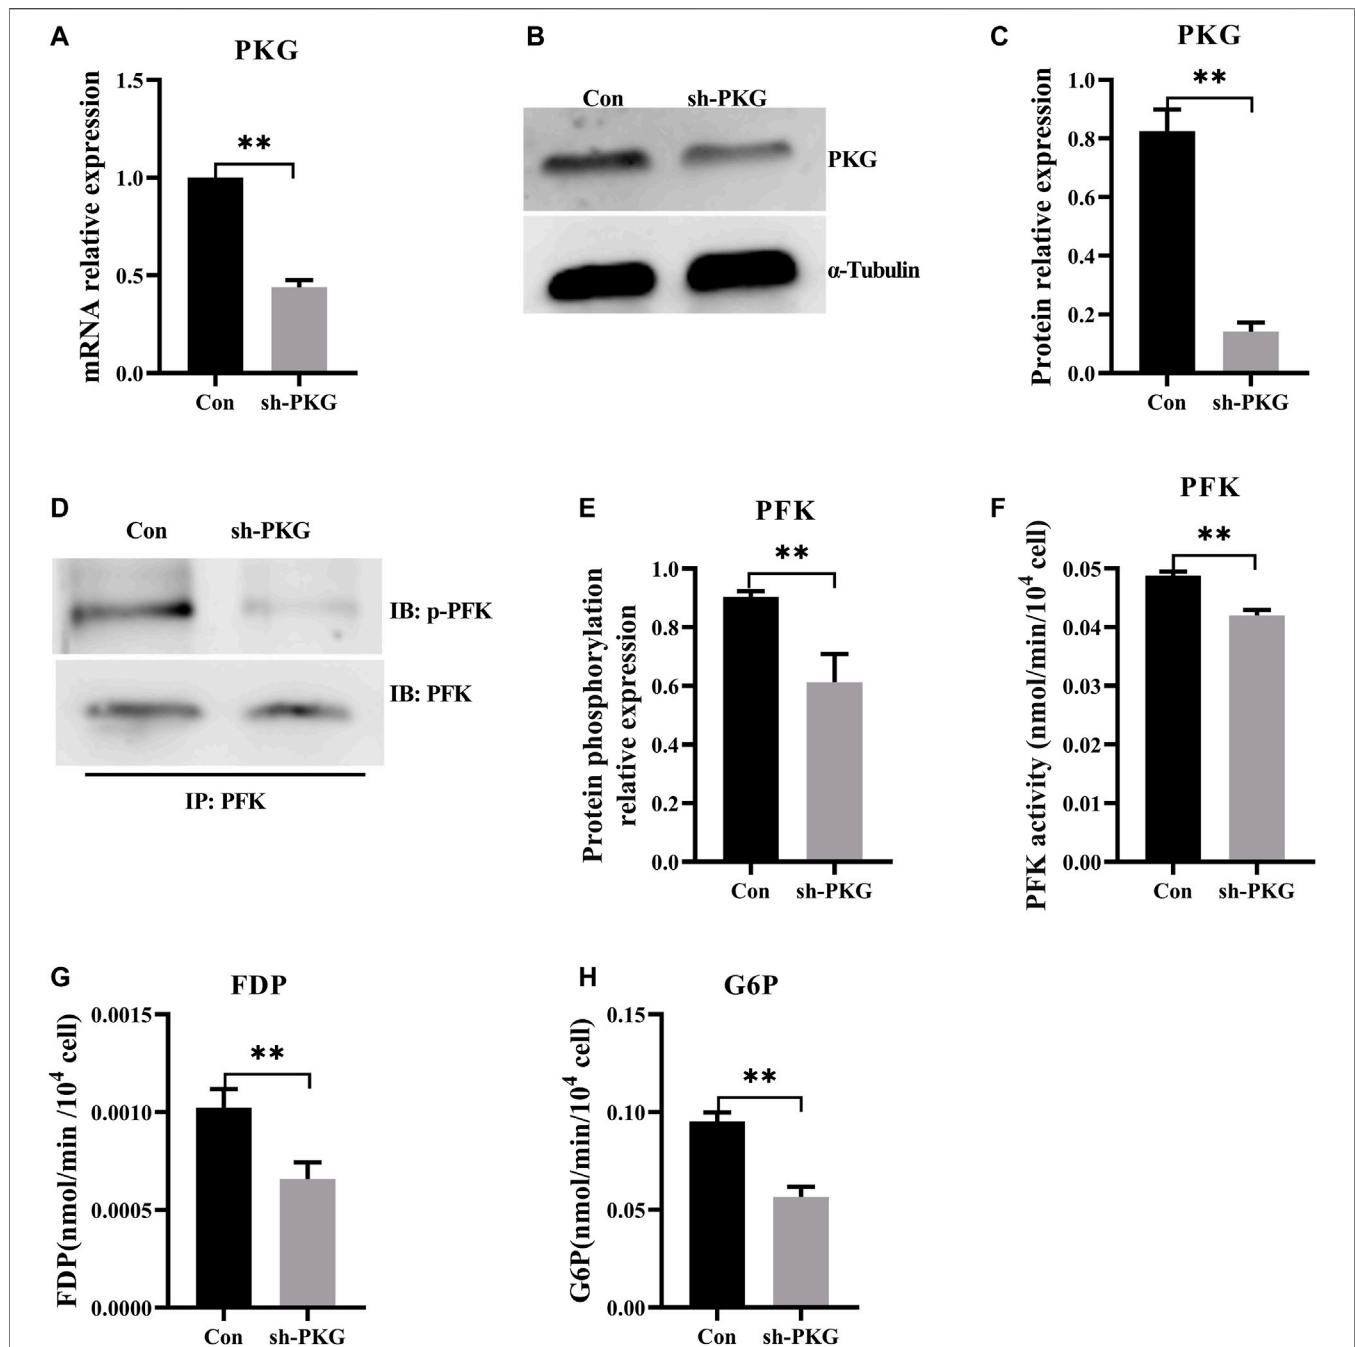 A
PKG
mRNA relative expression
1.5
1.0
0.5
0.0
**
Con
sh-PKG
B
Con
sh-PKG
PKG
α-Tubulin
C
PKG
Protein relative expression
1.0
0.8
0.6
0.4
0.2
0.0
**
Con
sh-PKG
D
Con
sh-PKG
IB: p-PFK
IB: PFK
IP: PFK
E
PFK
Protein phosphorylation
relative expression
1.0
0.8
0.6
0.4
0.2
0.0
**
Con
sh-PKG
F
PFK
PFK activity (nmol/min/10⁴ cell)
0.05
0.04
0.03
0.02
0.01
0.00
**
Con
sh-PKG
G
FDP
FDP(nmol/min /10⁴ cell)
0.0015
0.0010
0.0005
0.0000
**
Con
sh-PKG
H
G6P
G6P(nmol/min/10⁴ cell)
0.15
0.10
0.05
0.00
**
Con
sh-PKG